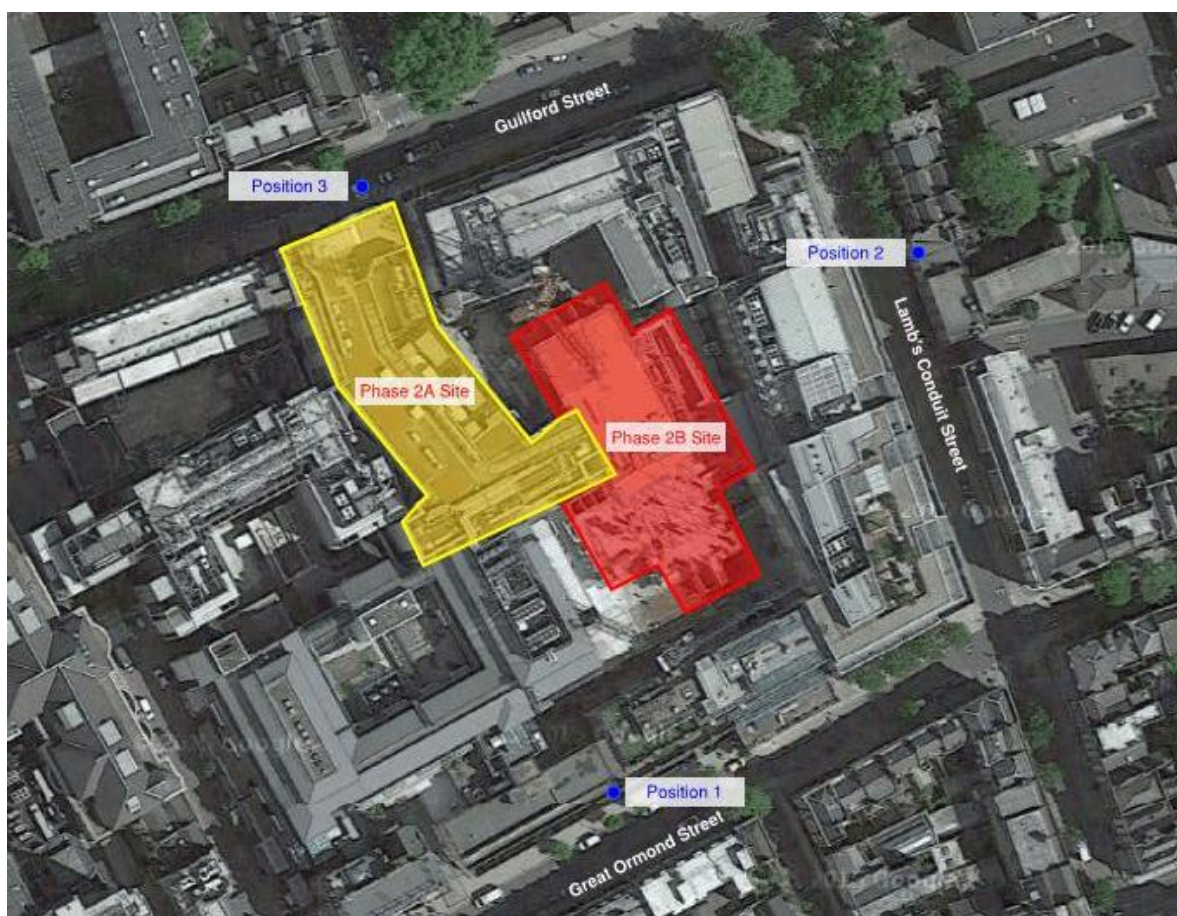 Guilford Street
Position 3
Position 2
Lamb's Conduit Street
Phase 2A Site
Phase 2B Site
Position 1
Great Ormond Street